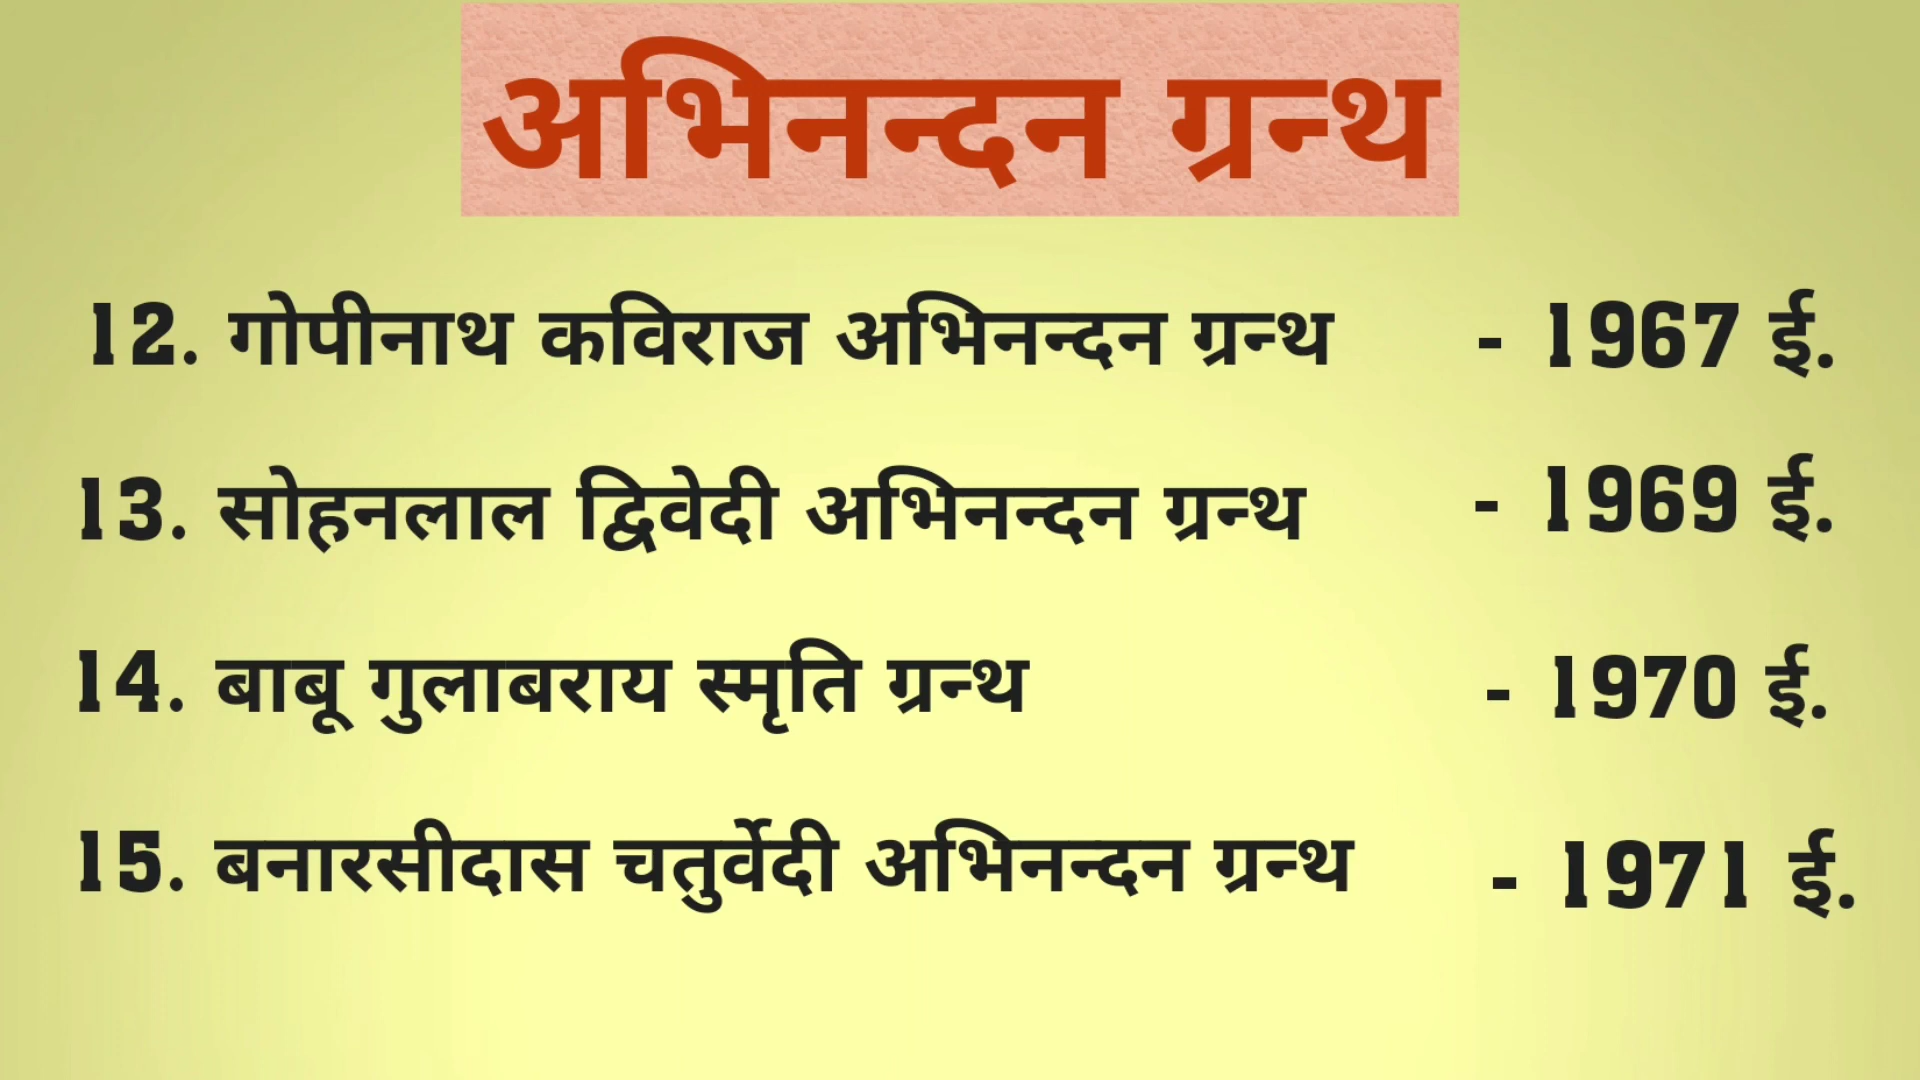 अभिनन्दन ग्रन्थ
12. गोपीनाथ कविराज अभिनन्दन ग्रन्थ - 1967 ई.
13. सोहनलाल द्विवेदी अभिनन्दन ग्रन्थ - 1969 ई.
14. बाबू गुलाबराय स्मृति ग्रन्थ - 1970 ई.
15. बनारसीदास चतुर्वेदी अभिनन्दन ग्रन्थ - 1971 ई.